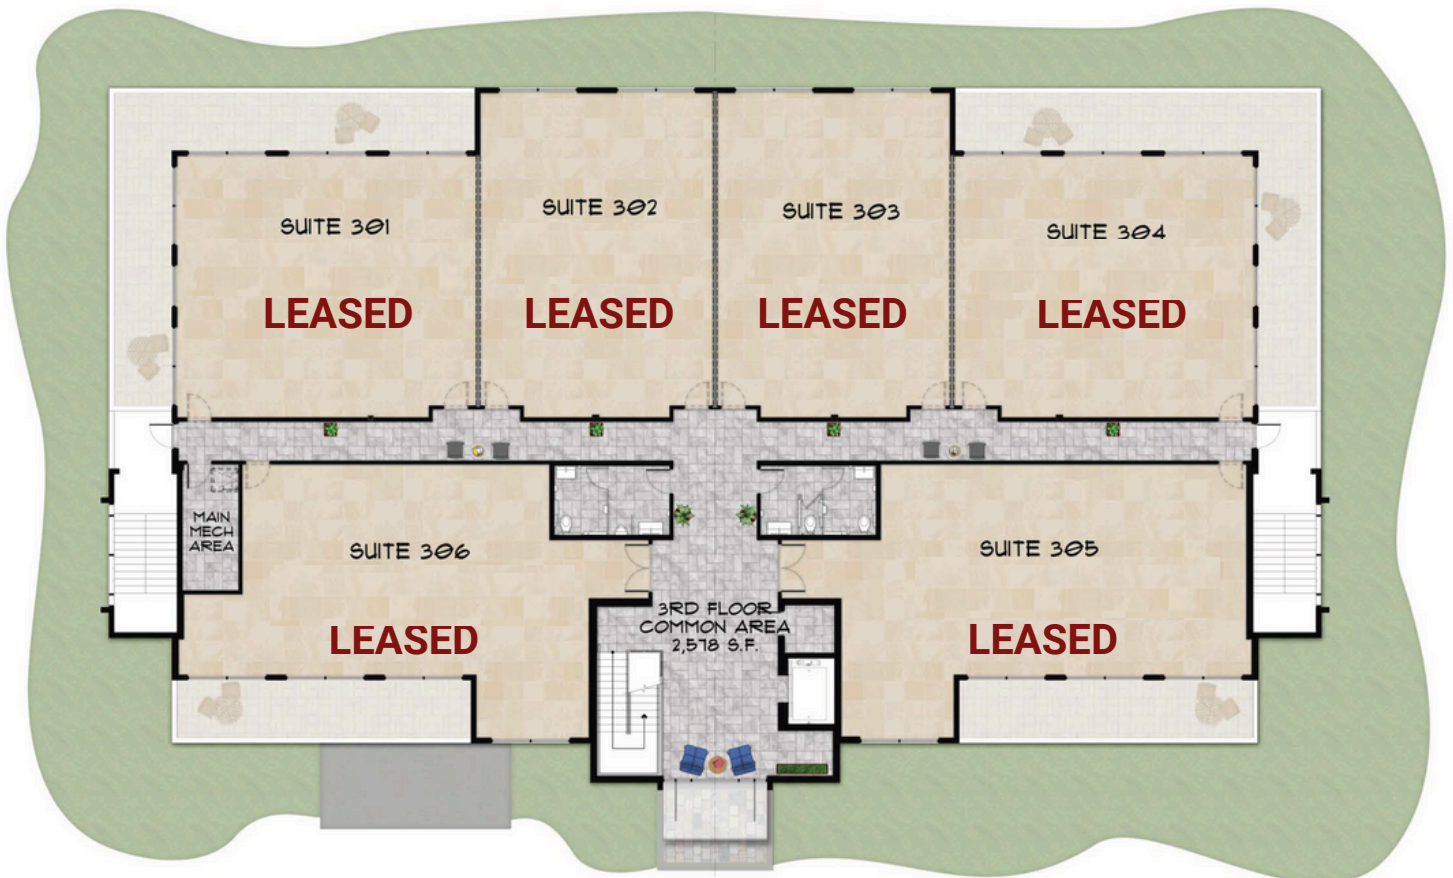 SUITE 301
LEASED
SUITE 302
LEASED
SUITE 303
LEASED
SUITE 304
LEASED
MAIN
MECH
AREA
SUITE 306
LEASED
3RD FLOOR
COMMON AREA
2,578 S.F.
SUITE 305
LEASED